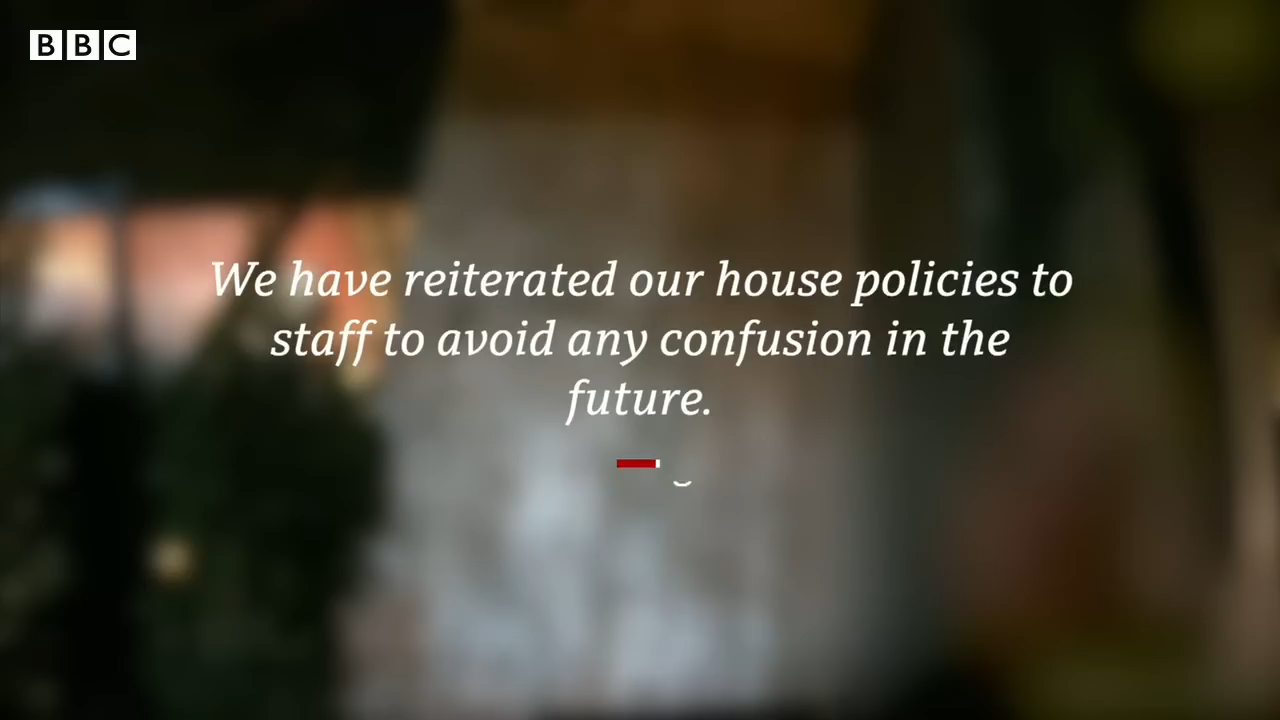 BBC
We have reiterated our house policies to
staff to avoid any confusion in the
future.